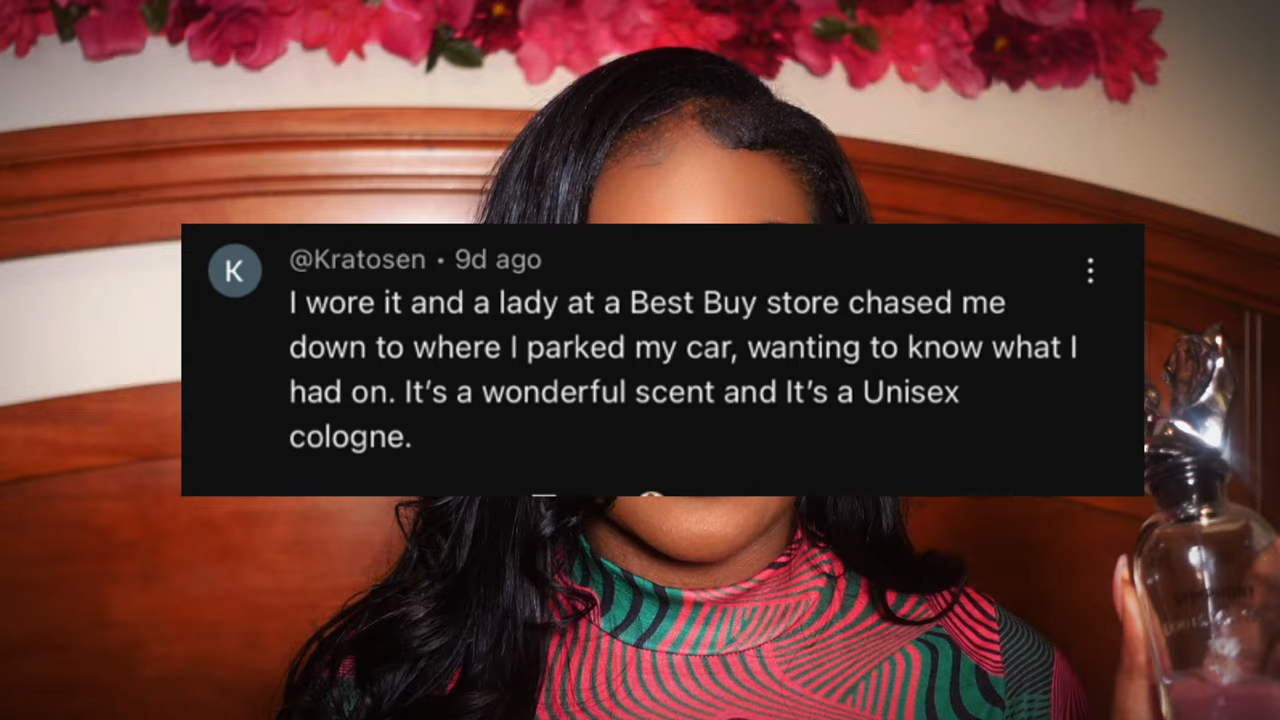 K
@Kratosen • 9d ago
I wore it and a lady at a Best Buy store chased me
down to where I parked my car, wanting to know what I
had on. It’s a wonderful scent and It’s a Unisex
cologne.